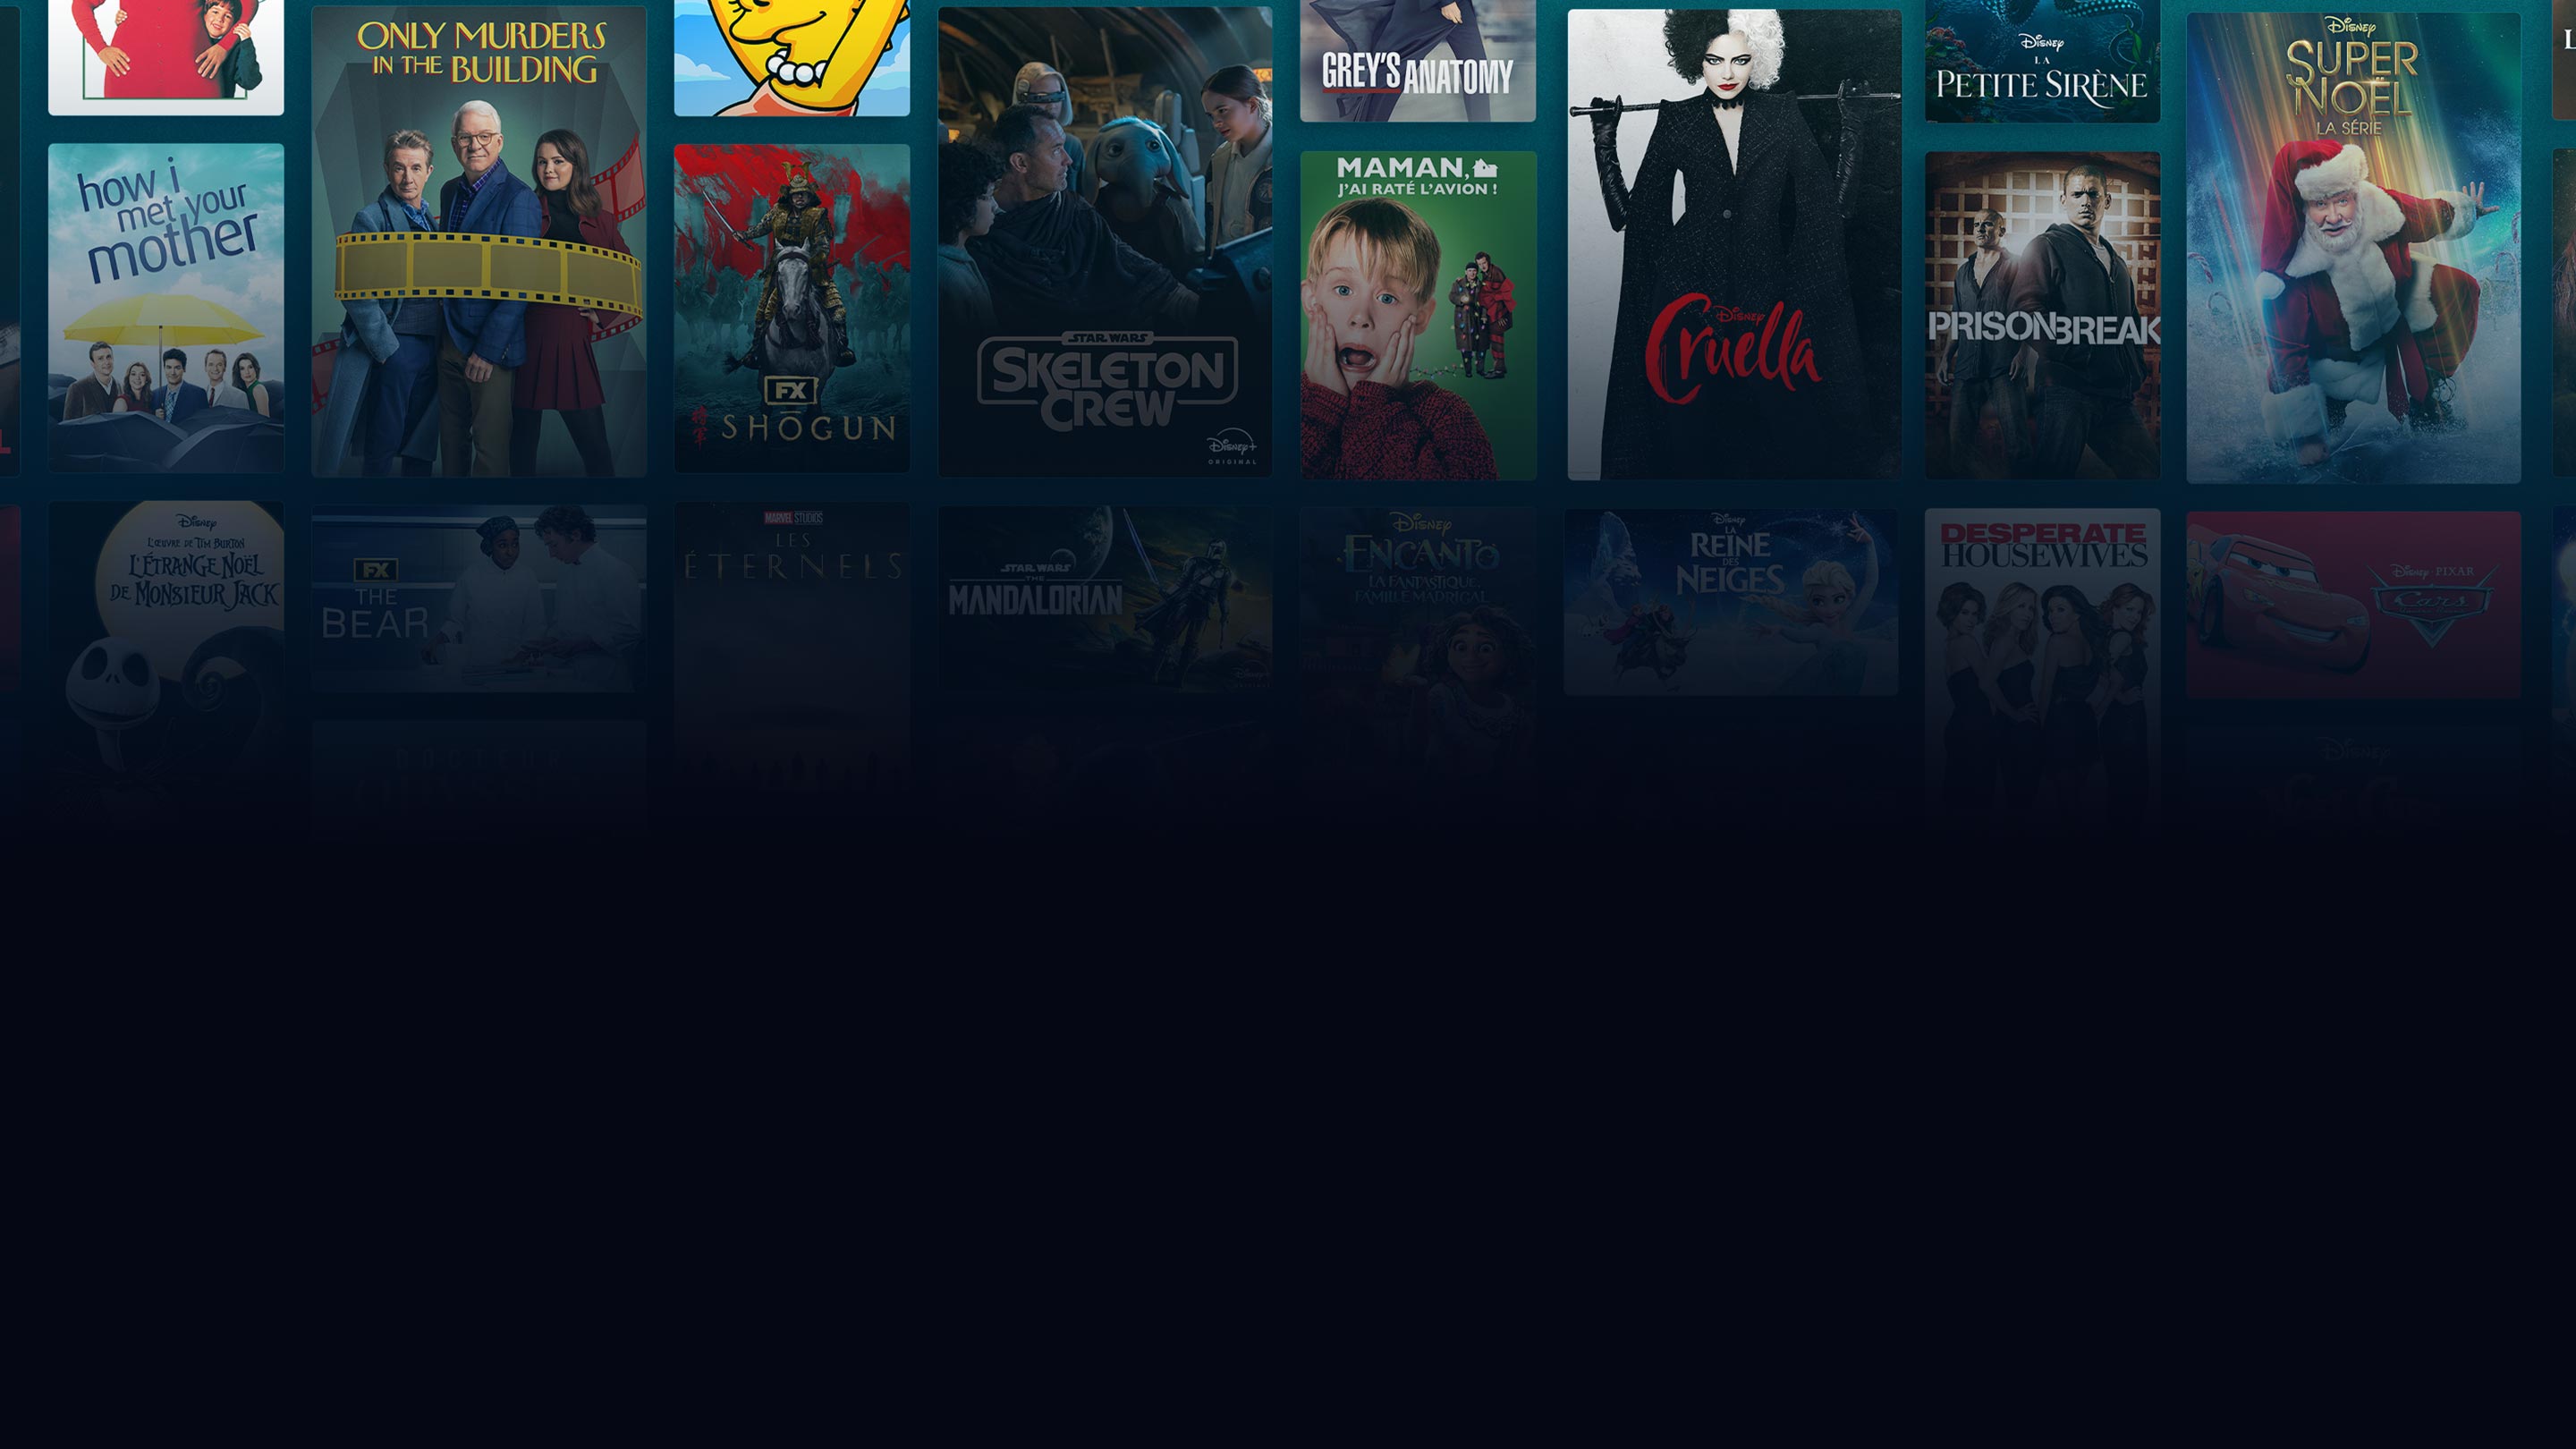 how i
met your
mother
ONLY MURDERS
IN THE BUILDING
FX
SHŌGUN
STAR WARS
SKELETON
CREW
Disney+
ORIGINAL
GREY'S ANATOMY
MAMAN,
J'AI RATÉ L'AVION !
Disney
Cruella
Disney
LA
PETITE SIRÈNE
PRISON BREAK
Disney
SUPER
NOËL
LA SÉRIE
Disney
L'ŒUVRE DE TIM BURTON
L'ÉTRANGE NOËL
DE MONSIEUR JACK
FX
THE
BEAR
MARVEL STUDIOS
LES
ÉTERNELS
STAR WARS
THE
MANDALORIAN
Disney+
Disney
ENCANTO
LA FANTASTIQUE
FAMILLE MADRIGAL
Disney
LA
REINE
DES
NEIGES
DESPERATE
HOUSEWIVES
Disney · PIXAR
Cars
Disney